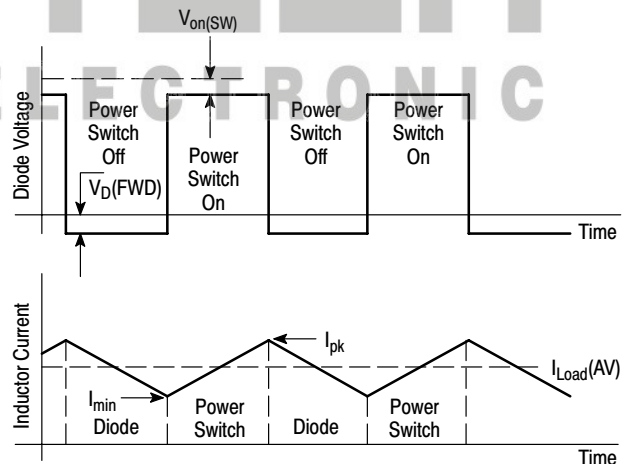 Von(SW)
ELECTRONIC
Diode Voltage
Power
Switch
Off
Power
Switch
On
Power
Switch
Off
Power
Switch
On
VD(FWD)
Time
Inductor Current
Ipk
ILoad(AV)
Imin
Diode
Power
Switch
Diode
Power
Switch
Time